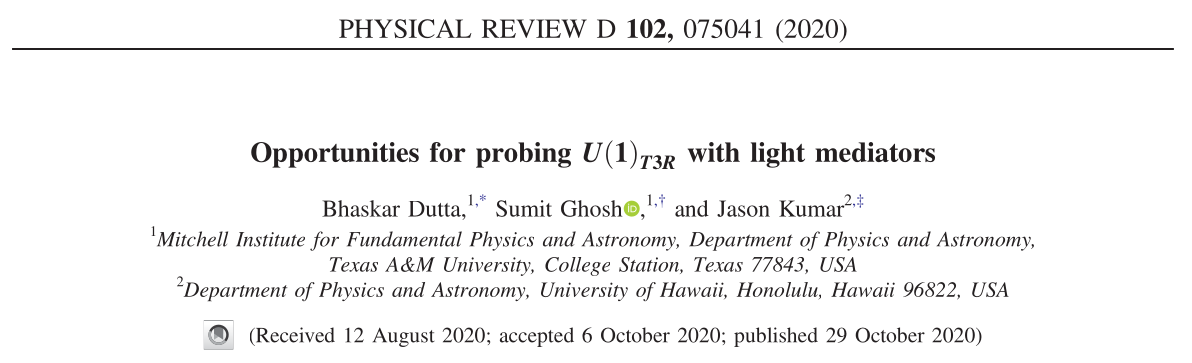 PHYSICAL REVIEW D 102, 075041 (2020)
Opportunities for probing U(1)_{T3R} with light mediators
Bhaskar Dutta,^{1,*} Sumit Ghosh iD,^{1,†} and Jason Kumar^{2,‡}
^{1}Mitchell Institute for Fundamental Physics and Astronomy, Department of Physics and Astronomy,
Texas A&M University, College Station, Texas 77843, USA
^{2}Department of Physics and Astronomy, University of Hawaii, Honolulu, Hawaii 96822, USA
(Received 12 August 2020; accepted 6 October 2020; published 29 October 2020)